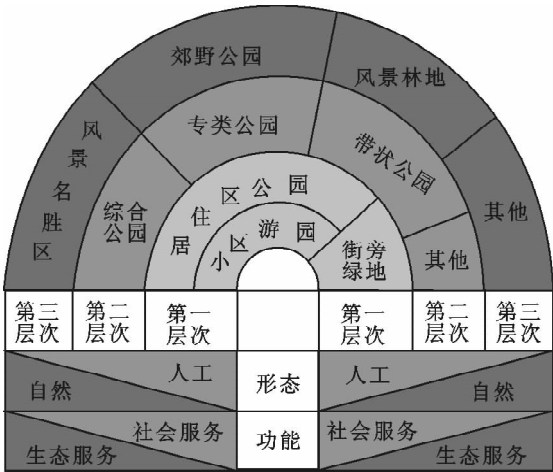 郊野公园
风景林地
专类公园
带状公园
风景名胜区
居住区公园
综合
公园
其他
小区游园
街旁
绿地
其他
第三
层次
第二
层次
第一
层次
第一
层次
第二
层次
第三
层次
人工
形态
人工
自然
自然
社会服务
功能
社会服务
生态服务
生态服务